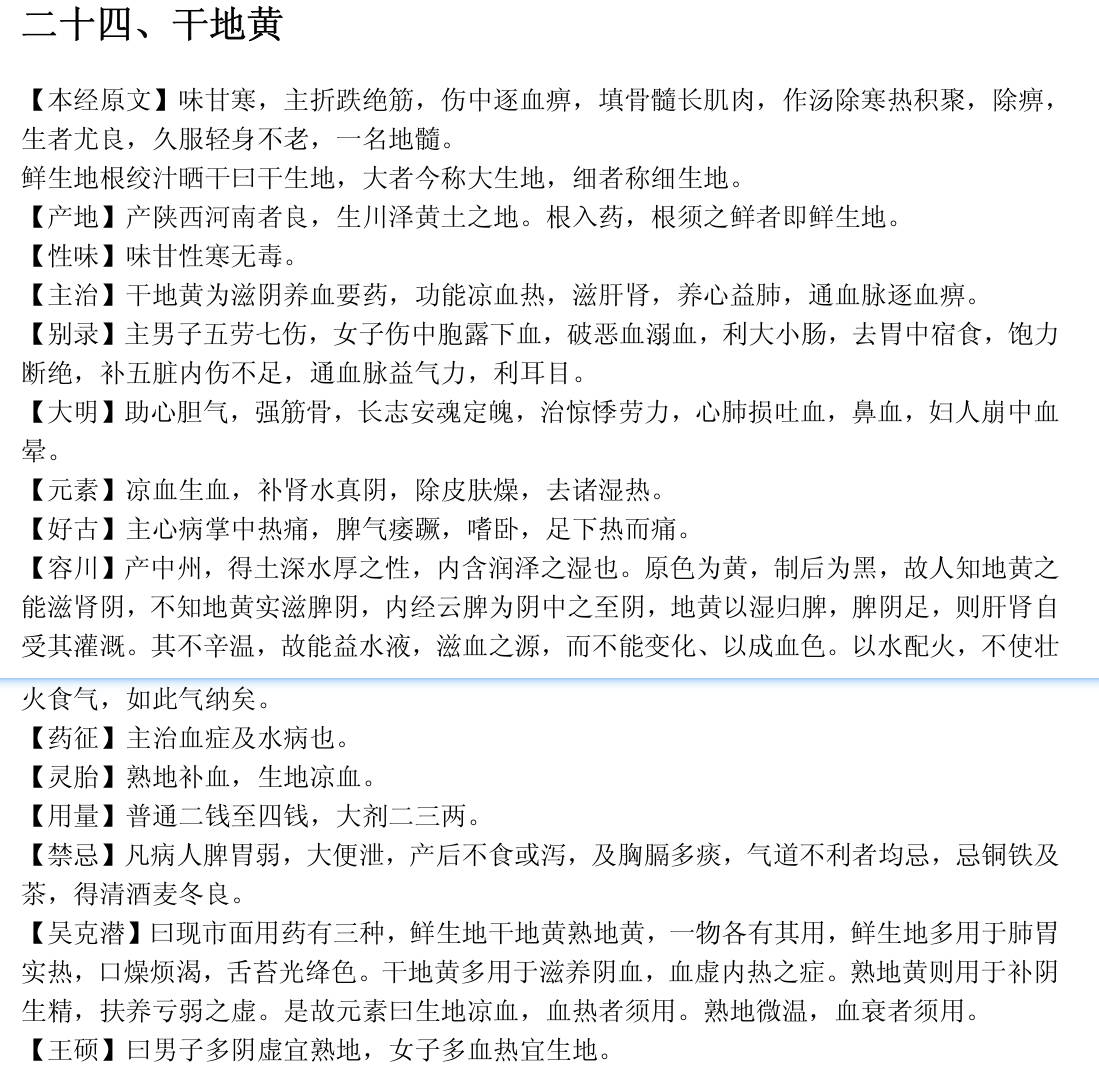 二十四、干地黄
【本经原文】味甘寒，主折跌绝筋，伤中逐血痹，填骨髓长肌肉，作汤除寒热积聚，除痹，
生者尤良，久服轻身不老，一名地髓。
鲜生地根绞汁晒干曰干生地，大者今称大生地，细者称细生地。
【产地】产陕西河南者良，生川泽黄土之地。根入药，根须之鲜者即鲜生地。
【性味】味甘性寒无毒。
【主治】干地黄为滋阴养血要药，功能凉血热，滋肝肾，养心益肺，通血脉逐血痹。
【别录】主男子五劳七伤，女子伤中胞露下血，破恶血溺血，利大小肠，去胃中宿食，饱力
断绝，补五脏内伤不足，通血脉益气力，利耳目。
【大明】助心胆气，强筋骨，长志安魂定魄，治惊悸劳力，心肺损吐血，鼻血，妇人崩中血
晕。
【元素】凉血生血，补肾水真阴，除皮肤燥，去诸湿热。
【好古】主心病掌中热痛，脾气痿蹶，嗜卧，足下热而痛。
【容川】产中州，得土深水厚之性，内含润泽之湿也。原色为黄，制后为黑，故人知地黄之
能滋肾阴，不知地黄实滋脾阴，内经云脾为阴中之至阴，地黄以湿归脾，脾阴足，则肝肾自
受其灌溉。其不辛温，故能益水液，滋血之源，而不能变化、以成血色。以水配火，不使壮
火食气，如此气纳矣。
【药征】主治血症及水病也。
【灵胎】熟地补血，生地凉血。
【用量】普通二钱至四钱，大剂二三两。
【禁忌】凡病人脾胃弱，大便泄，产后不食或泻，及胸膈多痰，气道不利者均忌，忌铜铁及
茶，得清酒麦冬良。
【吴克潜】曰现市面用药有三种，鲜生地干地黄熟地黄，一物各有其用，鲜生地多用于肺胃
实热，口燥烦渴，舌苔光绛色。干地黄多用于滋养阴血，血虚内热之症。熟地黄则用于补阴
生精，扶养亏弱之虚。是故元素曰生地凉血，血热者须用。熟地微温，血衰者须用。
【王硕】曰男子多阴虚宜熟地，女子多血热宜生地。